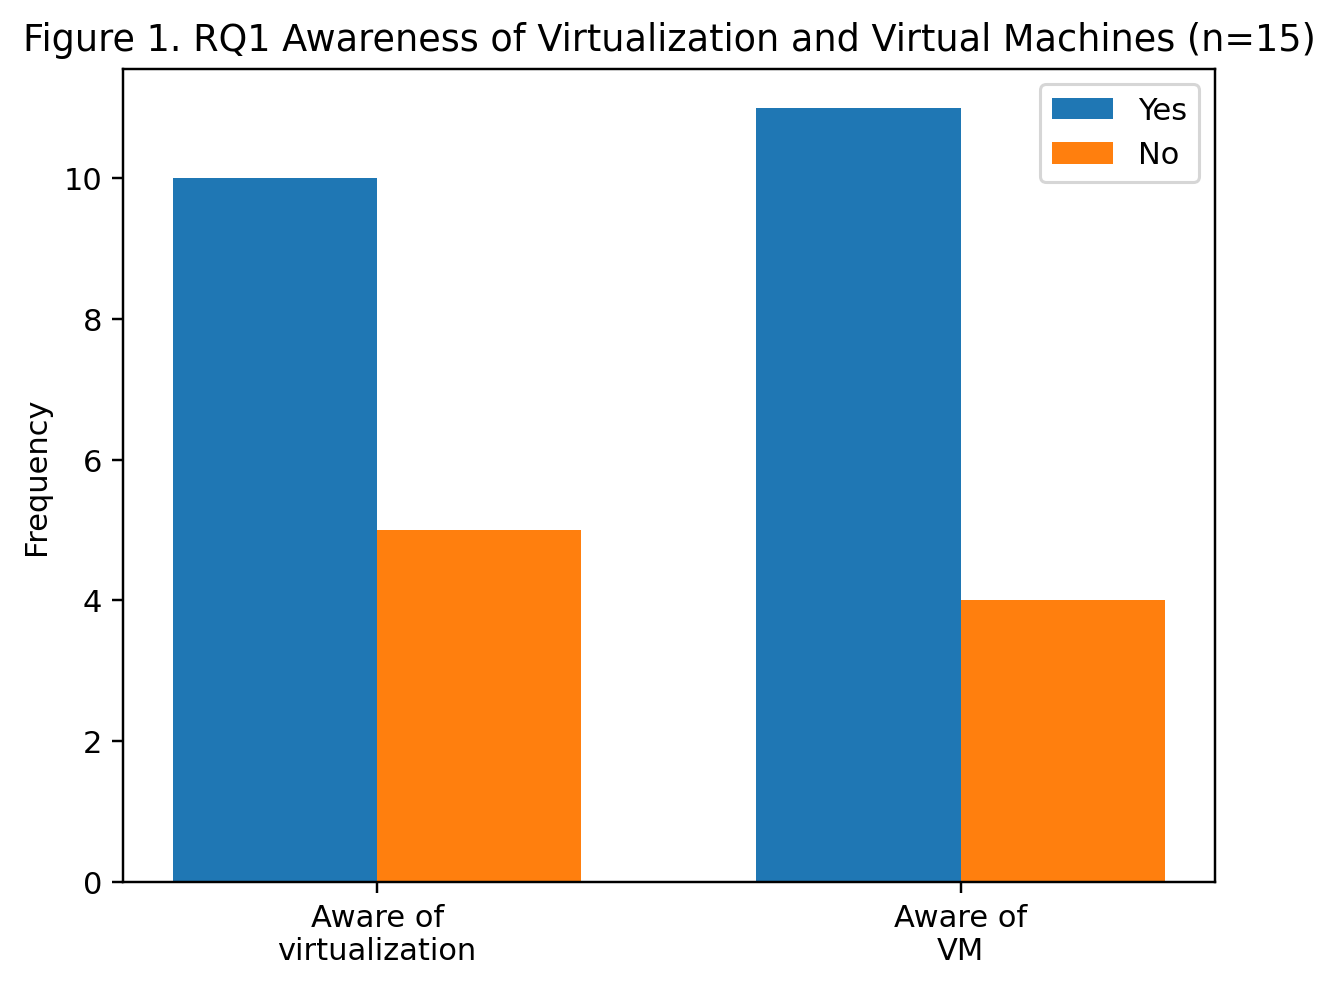 Figure 1. RQ1 Awareness of Virtualization and Virtual Machines (n=15)
Yes
No
10
8
6
4
2
0
Frequency
Aware of
virtualization
Aware of
VM